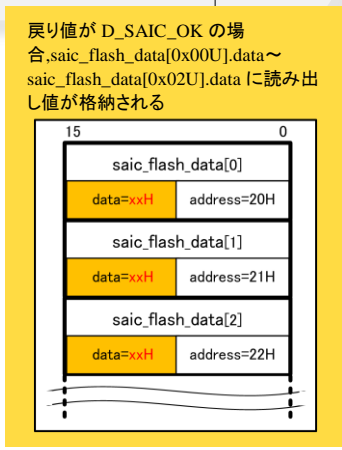 戻り値が D_SAIC_OK の場
合,saic_flash_data[0x00U].data～
saic_flash_data[0x02U].data に読み出
し値が格納される
15 0
saic_flash_data[0]
data=xxH address=20H
saic_flash_data[1]
data=xxH address=21H
saic_flash_data[2]
data=xxH address=22H